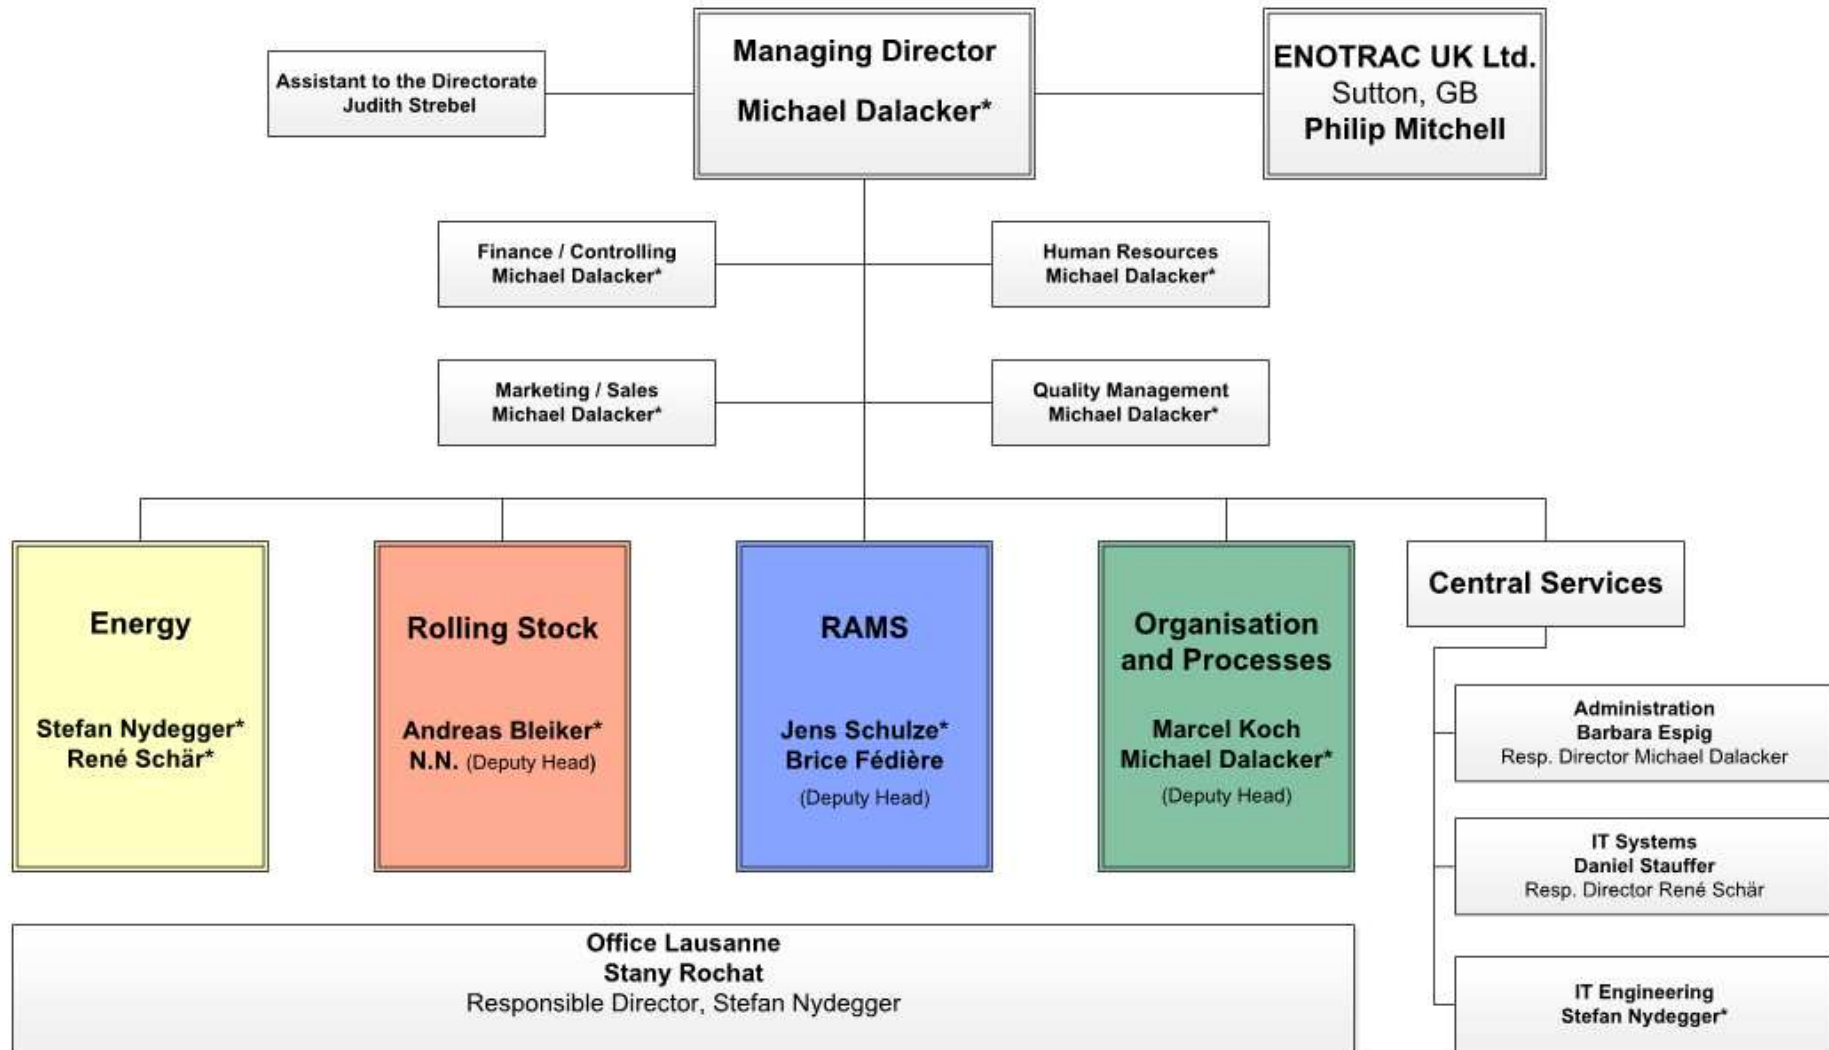 Managing Director
Michael Dalacker*
Assistant to the Directorate
Judith Strebel
ENOTRAC UK Ltd.
Sutton, GB
Philip Mitchell
Finance / Controlling
Michael Dalacker*
Human Resources
Michael Dalacker*
Marketing / Sales
Michael Dalacker*
Quality Management
Michael Dalacker*
Energy
Stefan Nydegger*
René Schär*
Rolling Stock
Andreas Bleiker*
N.N. (Deputy Head)
RAMS
Jens Schulze*
Brice Fédière
(Deputy Head)
Organisation
and Processes
Marcel Koch
Michael Dalacker*
(Deputy Head)
Central Services
Administration
Barbara Espig
Resp. Director Michael Dalacker
IT Systems
Daniel Stauffer
Resp. Director René Schär
IT Engineering
Stefan Nydegger*
Office Lausanne
Stany Rochat
Responsible Director, Stefan Nydegger